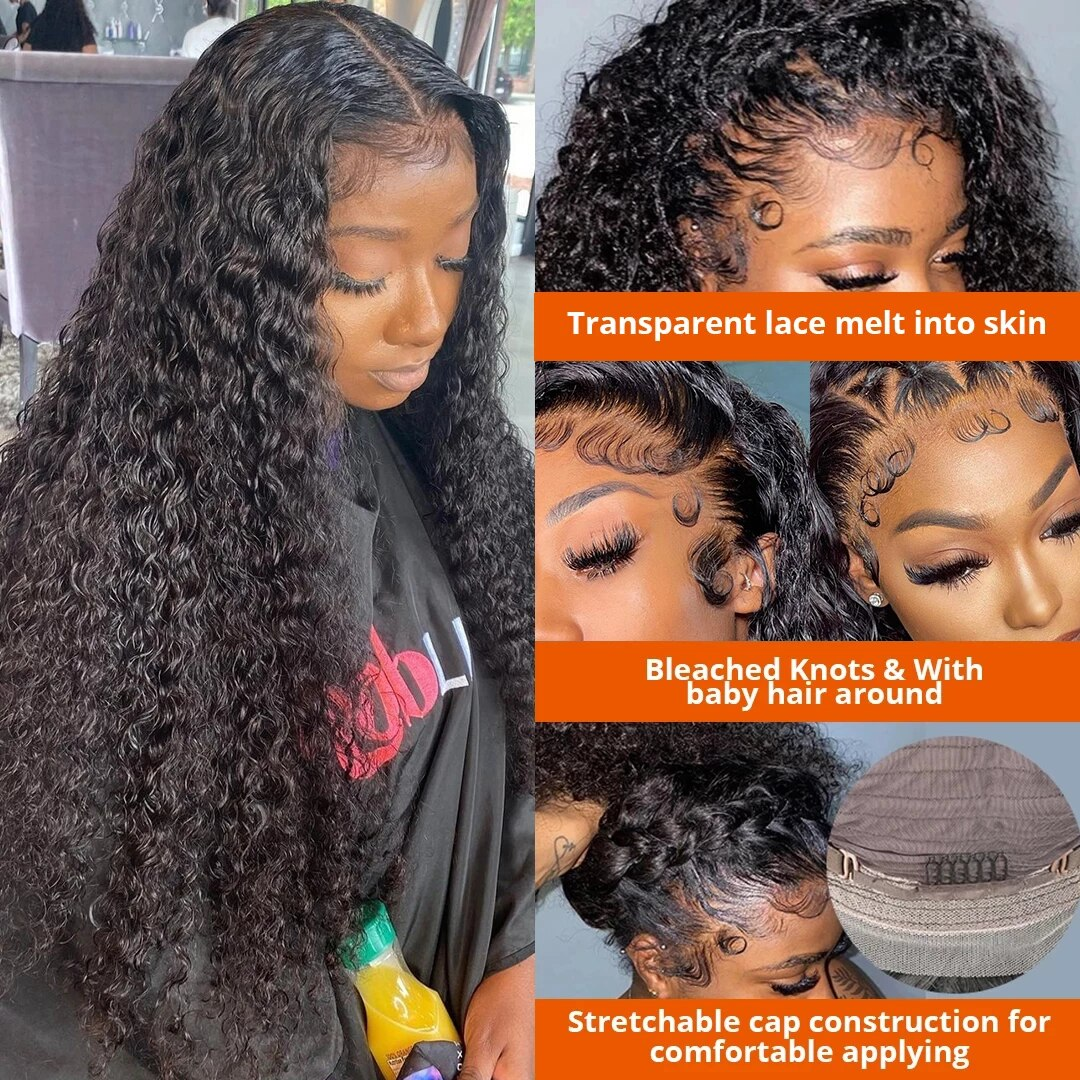 Transparent lace melt into skin
Bleached Knots & With
baby hair around
Stretchable cap construction for
comfortable applying